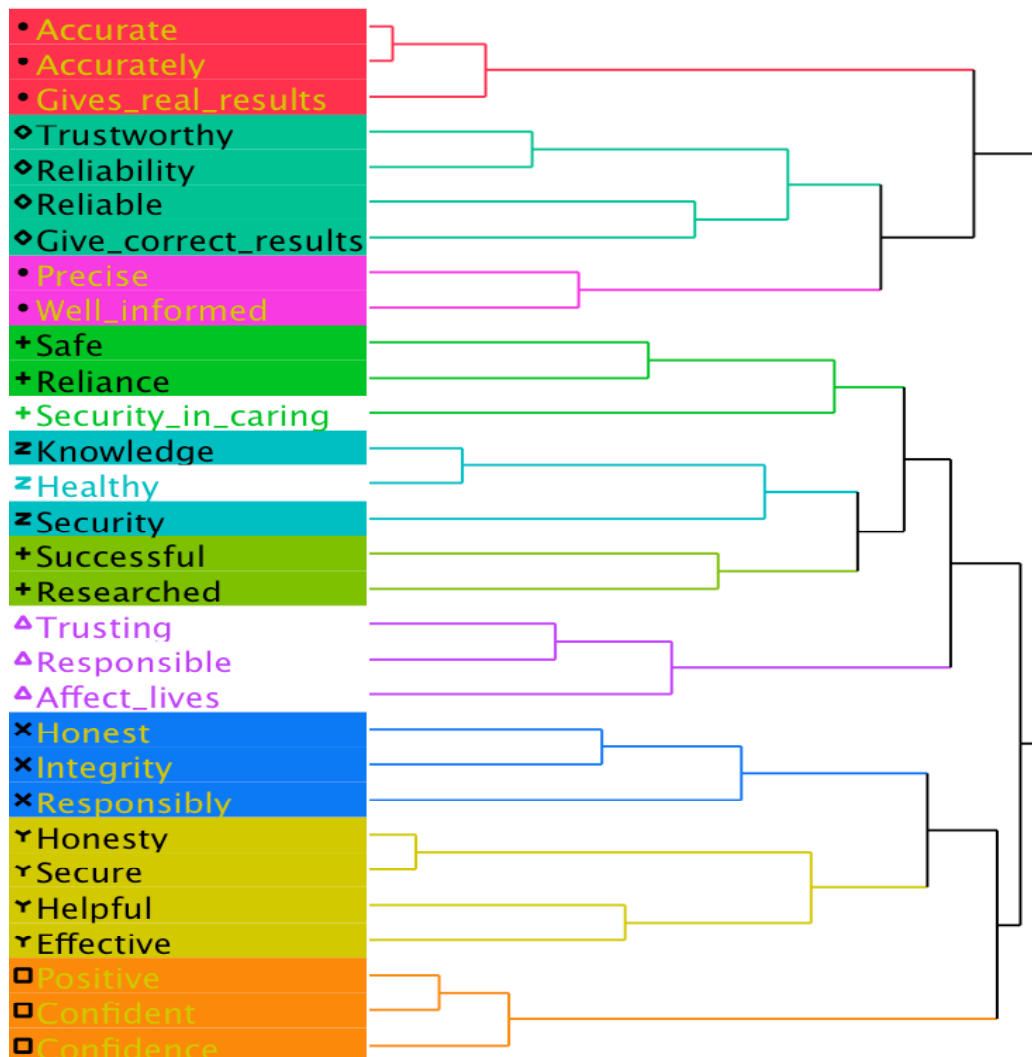 Accurate
Accurately
Gives_real_results
Trustworthy
Reliability
Reliable
Give_correct_results
Precise
Well_informed
Safe
Reliance
Security_in_caring
Knowledge
Healthy
Security
Successful
Researched
Trusting
Responsible
Affect_lives
Honest
Integrity
Responsibly
Honesty
Secure
Helpful
Effective
Positive
Confident
Confidence